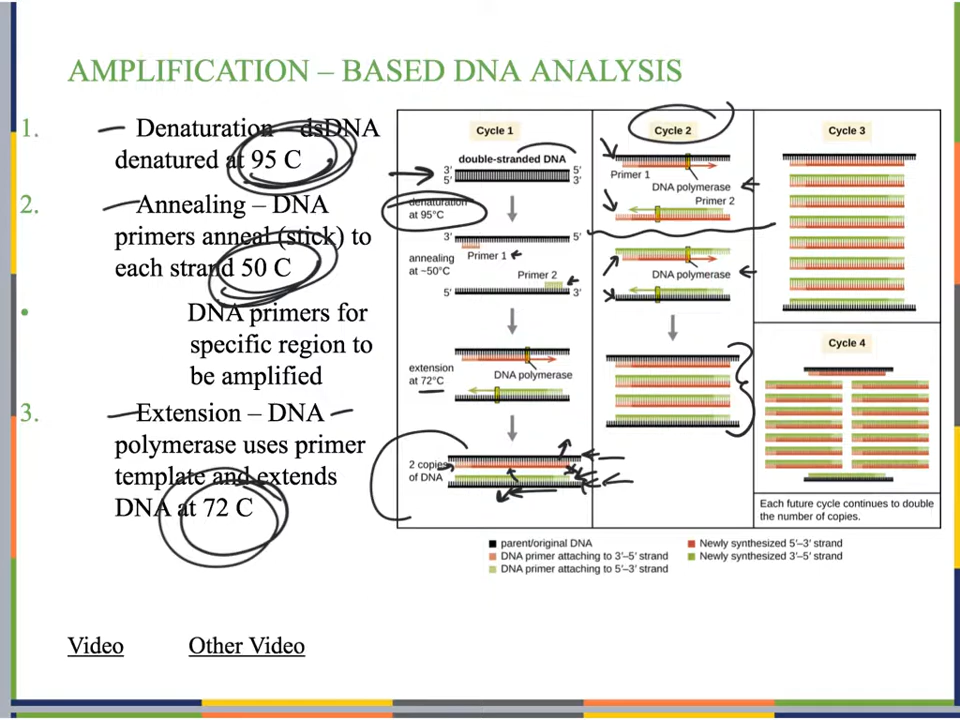 AMPLIFICATION – BASED DNA ANALYSIS
1. Denaturation – dsDNA
denatured at 95 C
2. Annealing – DNA
primers anneal (stick) to
each strand 50 C
• DNA primers for
specific region to
be amplified
3. Extension – DNA
polymerase uses primer
template and extends
DNA at 72 C
Video
Other Video
Cycle 1
double-stranded DNA
3′ 5′
5′ 3′
denaturation
at 95°C
3′ 5′
Primer 1
annealing
at ~50°C
Primer 2
5′ 3′
extension
at 72°C
DNA polymerase
2 copies
of DNA
Cycle 2
Primer 1
DNA polymerase
Primer 2
DNA polymerase
Cycle 3
Cycle 4
Each future cycle continues to double
the number of copies.
parent/original DNA
DNA primer attaching to 3′–5′ strand
DNA primer attaching to 5′–3′ strand
Newly synthesized 5′–3′ strand
Newly synthesized 3′–5′ strand